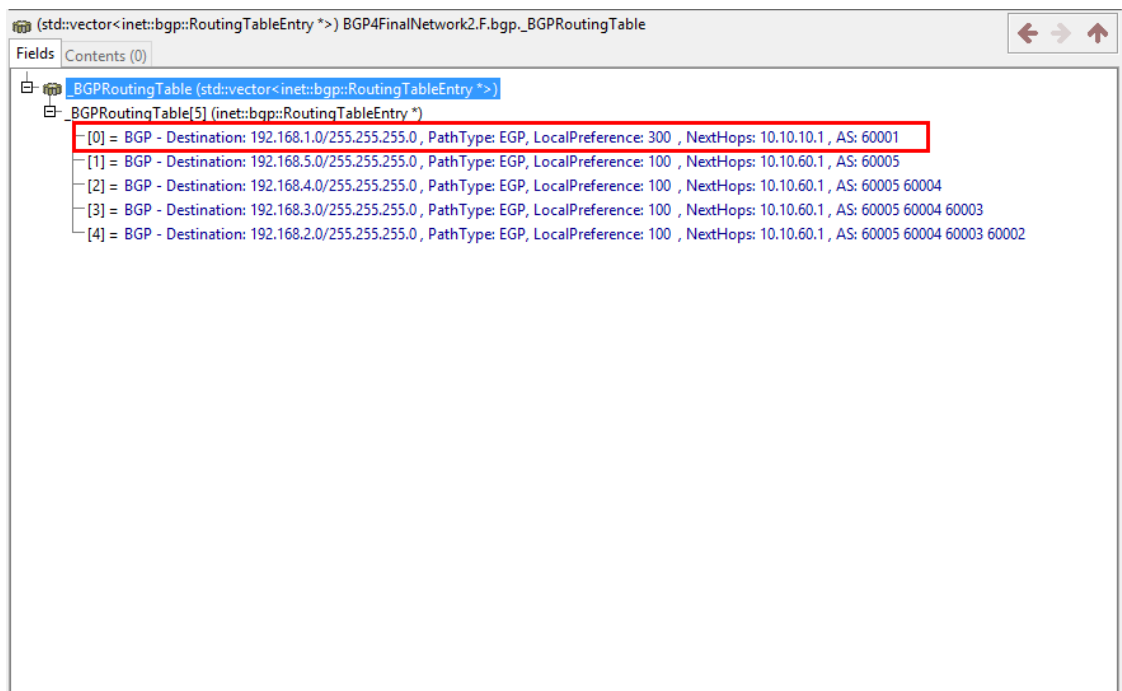 (std::vector<inet::bgp::RoutingTableEntry *>) BGP4FinalNetwork2.F.bgp._BGPRoutingTable
Fields Contents (0)
_BGPRoutingTable (std::vector<inet::bgp::RoutingTableEntry *>)
_BGPRoutingTable[5] (inet::bgp::RoutingTableEntry *)
[0] = BGP - Destination: 192.168.1.0/255.255.255.0 , PathType: EGP, LocalPreference: 300 , NextHops: 10.10.10.1 , AS: 60001
[1] = BGP - Destination: 192.168.5.0/255.255.255.0 , PathType: EGP, LocalPreference: 100 , NextHops: 10.10.60.1 , AS: 60005
[2] = BGP - Destination: 192.168.4.0/255.255.255.0 , PathType: EGP, LocalPreference: 100 , NextHops: 10.10.60.1 , AS: 60005 60004
[3] = BGP - Destination: 192.168.3.0/255.255.255.0 , PathType: EGP, LocalPreference: 100 , NextHops: 10.10.60.1 , AS: 60005 60004 60003
[4] = BGP - Destination: 192.168.2.0/255.255.255.0 , PathType: EGP, LocalPreference: 100 , NextHops: 10.10.60.1 , AS: 60005 60004 60003 60002